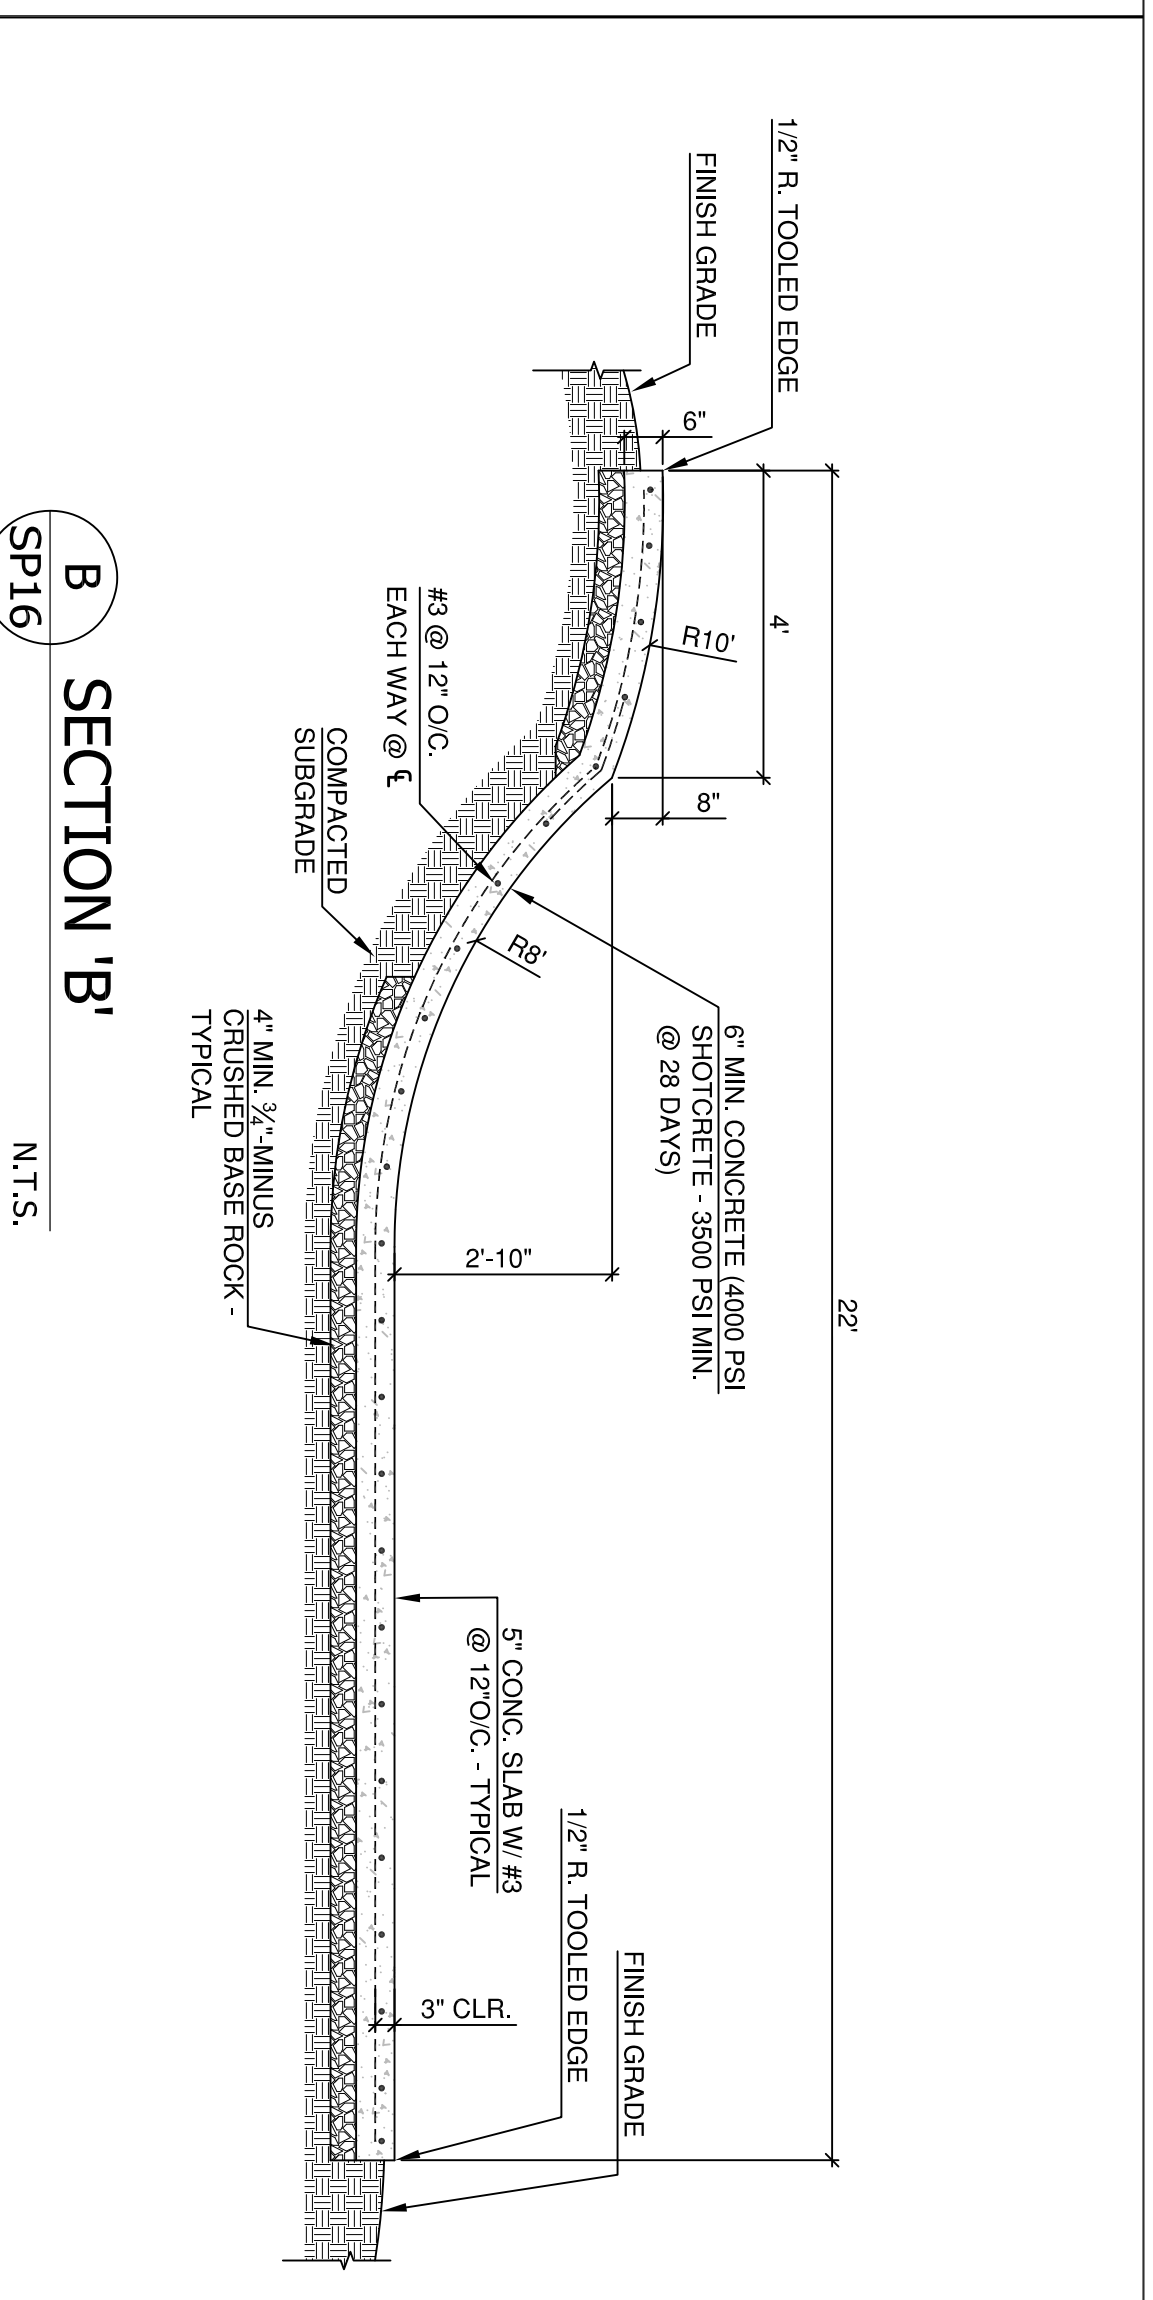 22'
4'
1/2" R. TOOLED EDGE
FINISH GRADE
6"
R10'
8"
6" MIN. CONCRETE (4000 PSI
SHOTCRETE - 3500 PSI MIN.
@ 28 DAYS)
R8'
2'-10"
1/2" R. TOOLED EDGE
FINISH GRADE
5" CONC. SLAB W/ #3
@ 12"O/C. - TYPICAL
3" CLR.
#3 @ 12" O/C.
EACH WAY @ ℄
COMPACTED
SUBGRADE
4" MIN. 3/4"-MINUS
CRUSHED BASE ROCK -
TYPICAL
B
SP16
SECTION 'B'
N.T.S.